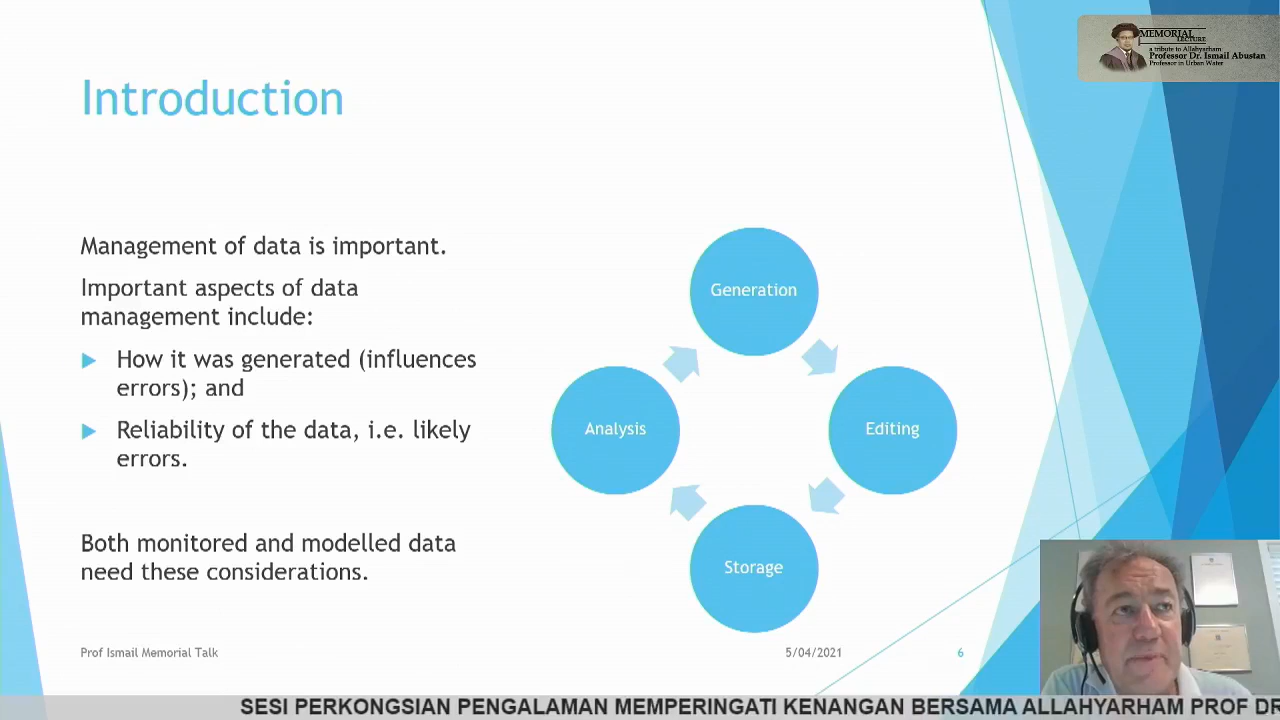 MEMORIAL
LECTURE
a tribute to Allahyarham
Professor Dr. Ismail Abustan
Professor in Urban Water
Introduction
Management of data is important.
Important aspects of data
management include:
How it was generated (influences
errors); and
Reliability of the data, i.e. likely
errors.
Both monitored and modelled data
need these considerations.
Generation
Analysis
Editing
Storage
Prof Ismail Memorial Talk
5/04/2021
6
SESI PERKONGSIAN PENGALAMAN MEMPERINGATI KENANGAN BERSAMA ALLAHYARHAM PROF DR